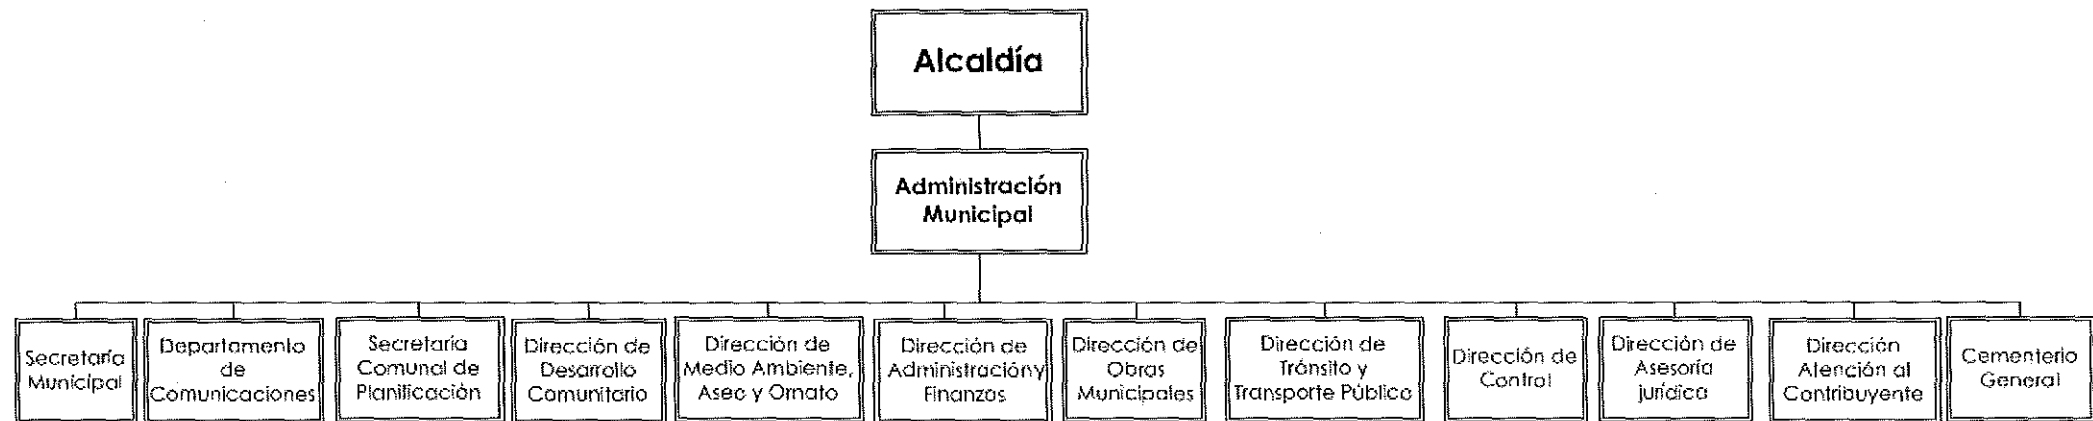 Alcaldía
Administración
Municipal
Secretaría
Municipal
Departamento
de
Comunicaciones
Secretaría
Comunal de
Planificación
Dirección de
Desarrollo
Comunitario
Dirección de
Medio Ambiente,
Aseo y Ornato
Dirección de
Administración y
Finanzas
Dirección de
Obras
Municipales
Dirección de
Tránsito y
Transporte Público
Dirección de
Control
Dirección de
Asesoría
jurídica
Dirección
Atención al
Contribuyente
Cementerio
General